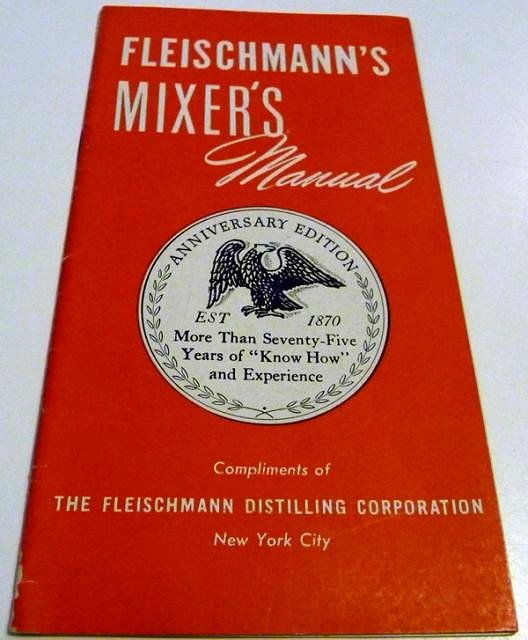 FLEISCHMANN'S
MIXER'S
Manual
ANNIVERSARY EDITION
EST 1870
More Than Seventy-Five
Years of "Know How"
and Experience
Compliments of
THE FLEISCHMANN DISTILLING CORPORATION
New York City